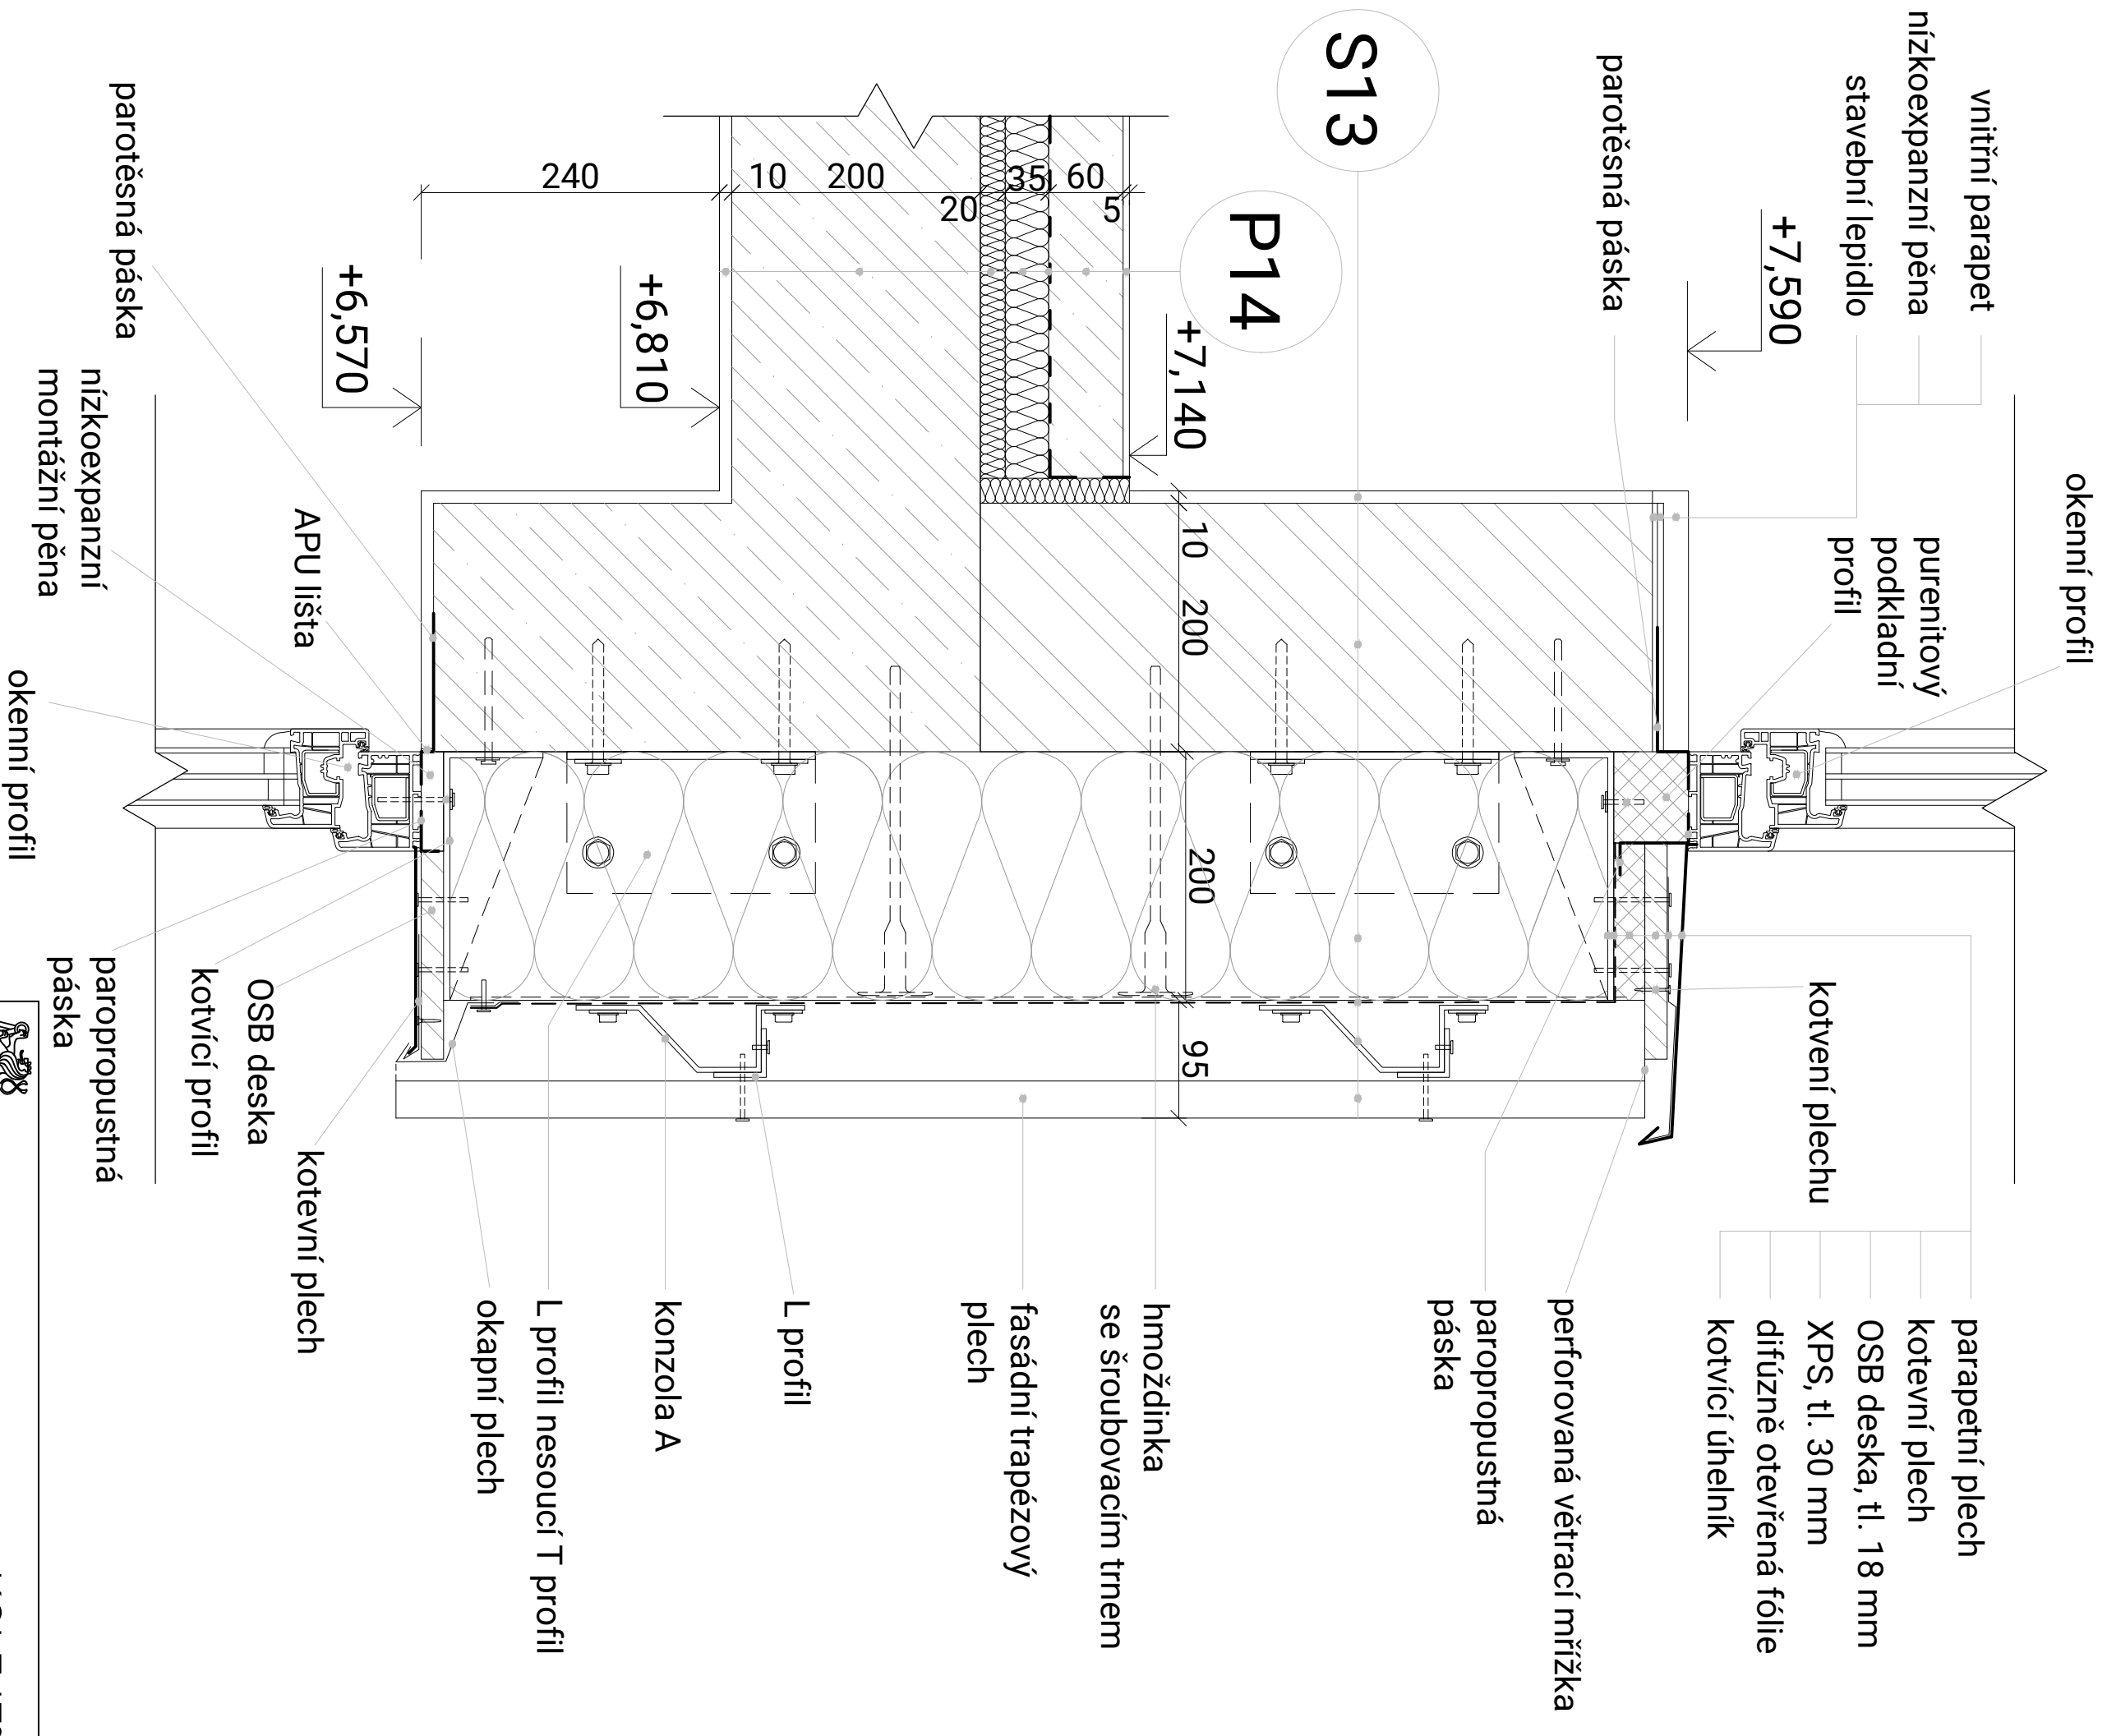 S13
P14
vnitřní parapet
nízkoexpanzní pěna
stavební lepidlo
parotěsná páska
+7,590
okenní profil
purenitový
podkladní
profil
kotvení plechu
parapetní plech
kotevní plech
OSB deska, tl. 18 mm
XPS, tl. 30 mm
difúzně otevřená fólie
kotvící úhelník
perforovaná větrací mřížka
paropropustná
páska
hmoždinka
se šroubovacím trnem
fasádní trapézový
plech
L profil
konzola A
L profil nesoucí T profil
okapní plech
+7,140
+6,810
+6,570
240
10
200
20
35
60
5
10
200
200
95
parotěsná páska
nízkoexpanzní
montážní pěna
APU lišta
okenní profil
paropropustná
páska
kotvící profil
OSB deska
kotevní plech